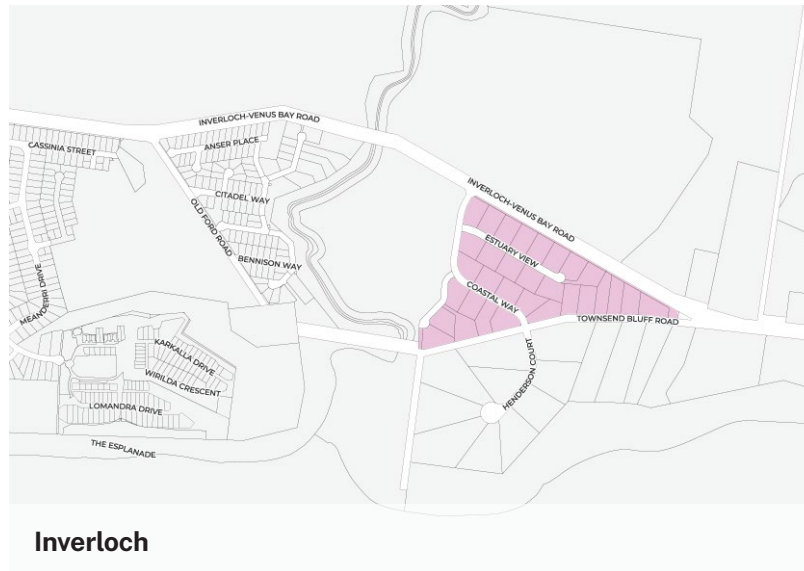 INVERLOCH-VENUS BAY ROAD
CASSINIA STREET
ANSER PLACE
CITADEL WAY
OLD FORD ROAD
BENNISON WAY
MEANDERRI DRIVE
INVERLOCH-VENUS BAY ROAD
ESTUARY VIEW
COASTAL WAY
TOWNSEND BLUFF ROAD
HENDERSON COURT
KARKALLA DRIVE
WIRILDA CRESCENT
LOMANDRA DRIVE
THE ESPLANADE
Inverloch